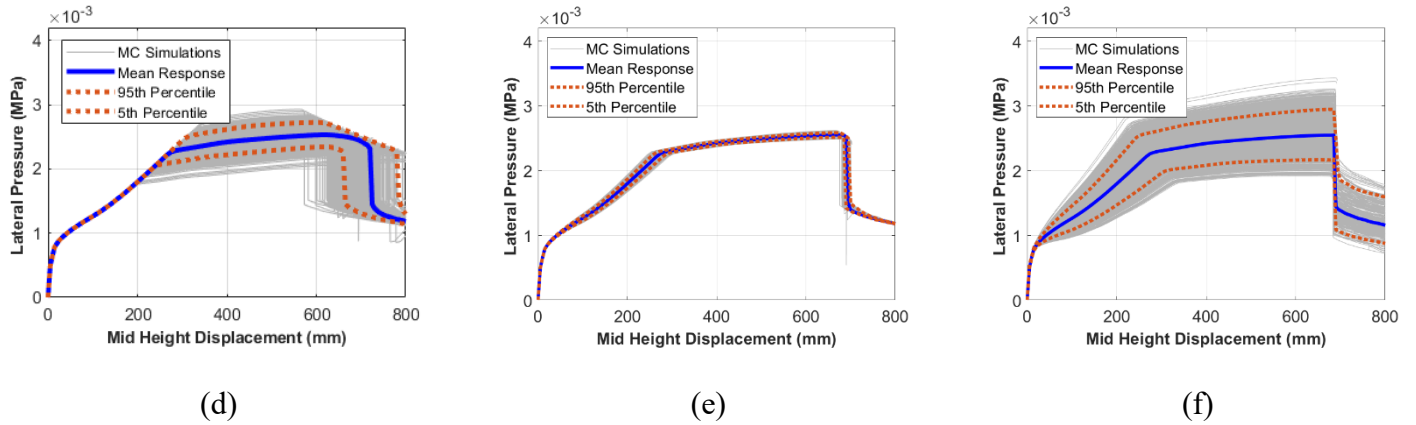 ×10⁻³
4
3
2
1
0
Lateral Pressure (MPa)
MC Simulations
Mean Response
95th Percentile
5th Percentile
0 200 400 600 800
Mid Height Displacement (mm)
(d)
×10⁻³
4
3
2
1
0
Lateral Pressure (MPa)
MC Simulations
Mean Response
95th Percentile
5th Percentile
0 200 400 600 800
Mid Height Displacement (mm)
(e)
×10⁻³
4
3
2
1
0
Lateral Pressure (MPa)
MC Simulations
Mean Response
95th Percentile
5th Percentile
0 200 400 600 800
Mid Height Displacement (mm)
(f)